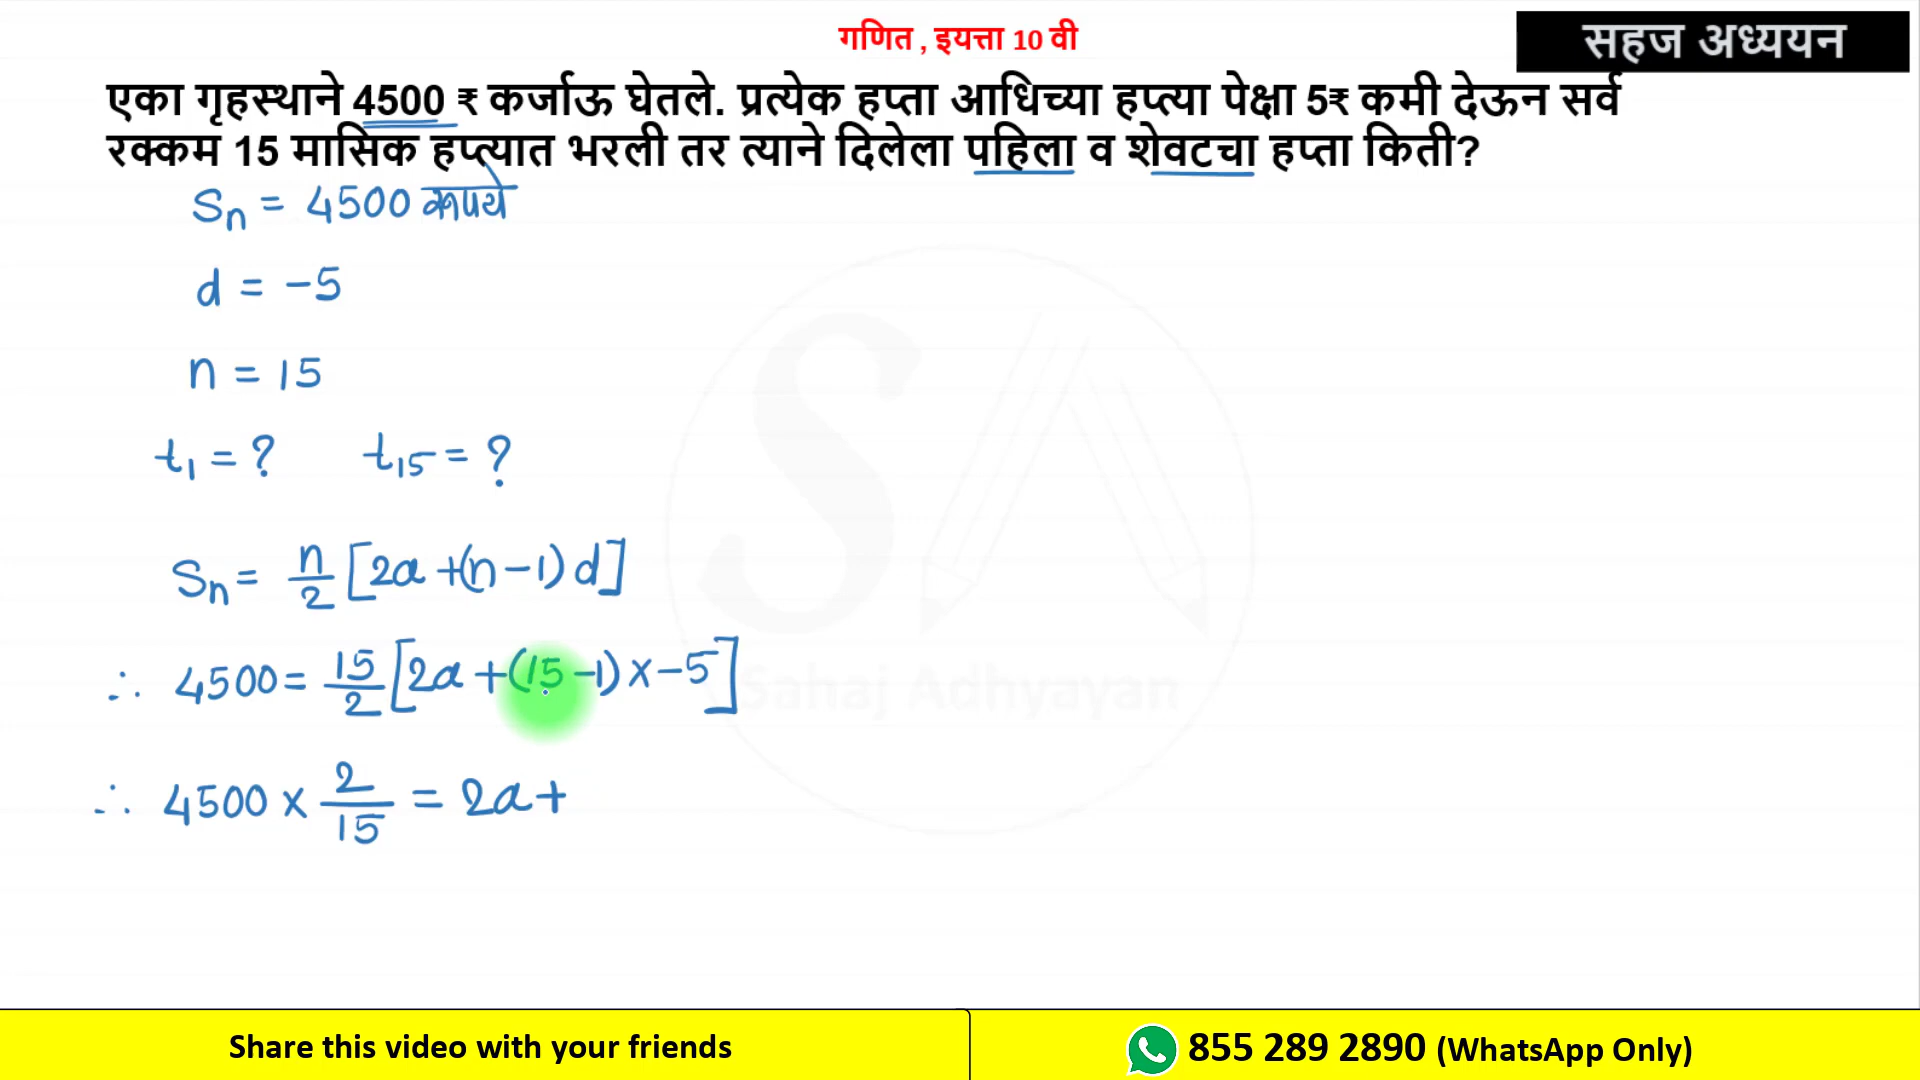 गणित , इयत्ता 10 वी
सहज अध्ययन
एका गृहस्थाने 4500 ₹ कर्जाऊ घेतले. प्रत्येक हप्ता आधिच्या हप्त्या पेक्षा 5₹ कमी देऊन सर्व
रक्कम 15 मासिक हप्त्यात भरली तर त्याने दिलेला पहिला व शेवटचा हप्ता किती?
Sn = 4500 रूपये
d = -5
n = 15
t1 = ? t15 = ?
Sn = n/2 [2a + (n - 1) d]
∴ 4500 = 15/2 [2a + (15 - 1) x - 5]
∴ 4500 x 2/15 = 2a +
SA
Sahaj Adhyayan
Share this video with your friends
855 289 2890 (WhatsApp Only)